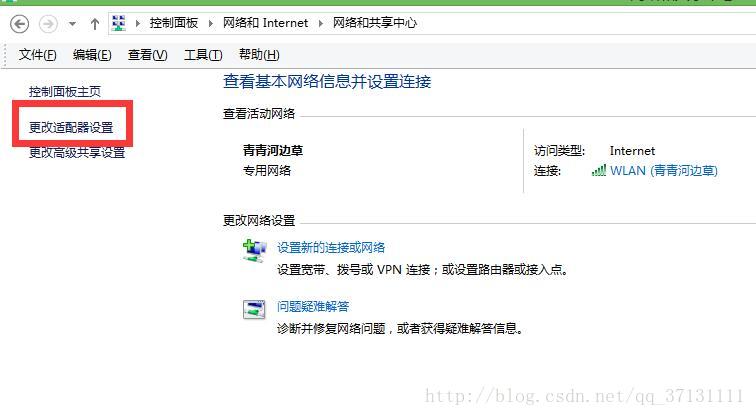 控制面板 网络和 Internet 网络和共享中心
文件(F) 编辑(E) 查看(V) 工具(T) 帮助(H)
控制面板主页
更改适配器设置
更改高级共享设置
查看基本网络信息并设置连接
查看活动网络
青青河边草
专用网络
访问类型: Internet
连接: WLAN (青青河边草)
更改网络设置
设置新的连接或网络
设置宽带、拨号或 VPN 连接；或设置路由器或接入点。
问题疑难解答
诊断并修复网络问题，或者获得疑难解答信息。
http://blog.csdn.net/qq_37131111